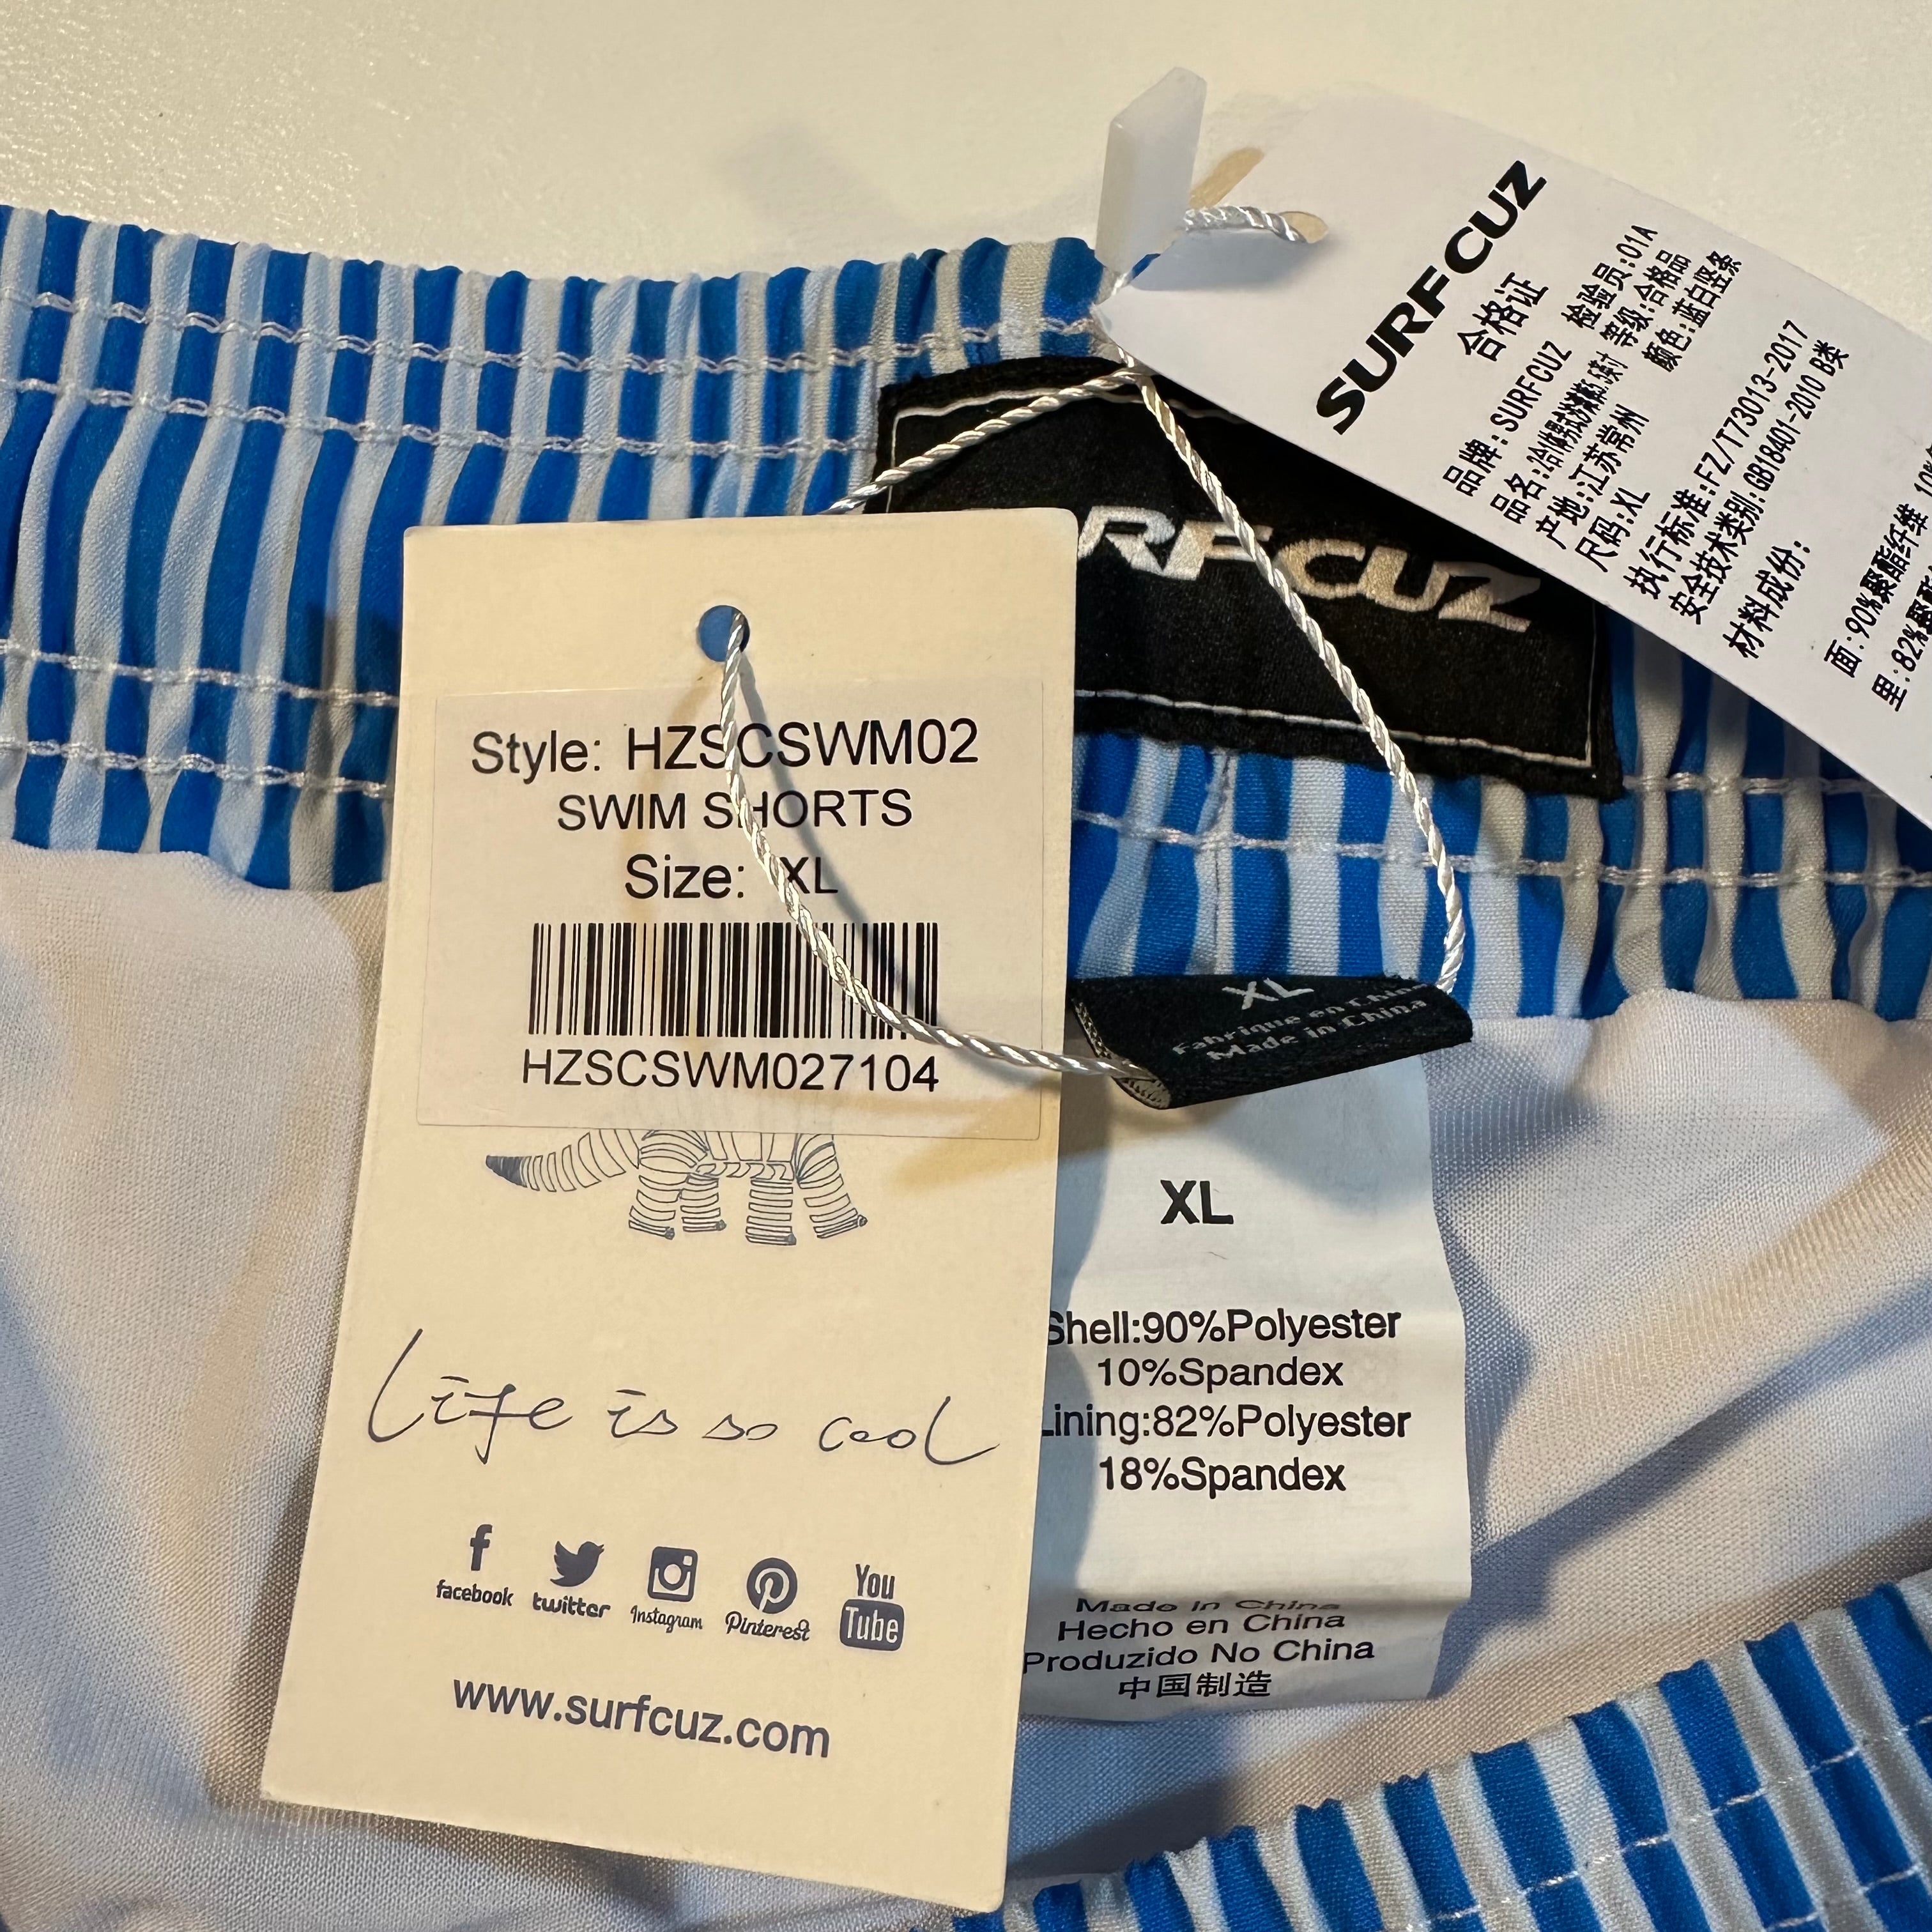 SURFCUZ
合格证
品牌:SURFCUZ 检验员:01A
品名: 等级:合格品
产地:江苏常州 颜色:蓝白竖条
尺码:XL
执行标准:FZ/T73013-2017
安全技术类别:GB18401-2010 B类
材料成份:
面:90%聚酯纤维
里:82%
RFCUZ
Style: HZSCSWM02
SWIM SHORTS
Size: XL
HZSCSWM027104
Life is so cool
facebook twitter Instagram Pinterest You Tube
www.surfcuz.com
XL
Fabrique en China
Made in China
XL
Shell:90%Polyester
10%Spandex
Lining:82%Polyester
18%Spandex
Made in China
Hecho en China
Produzido No China
中国制造